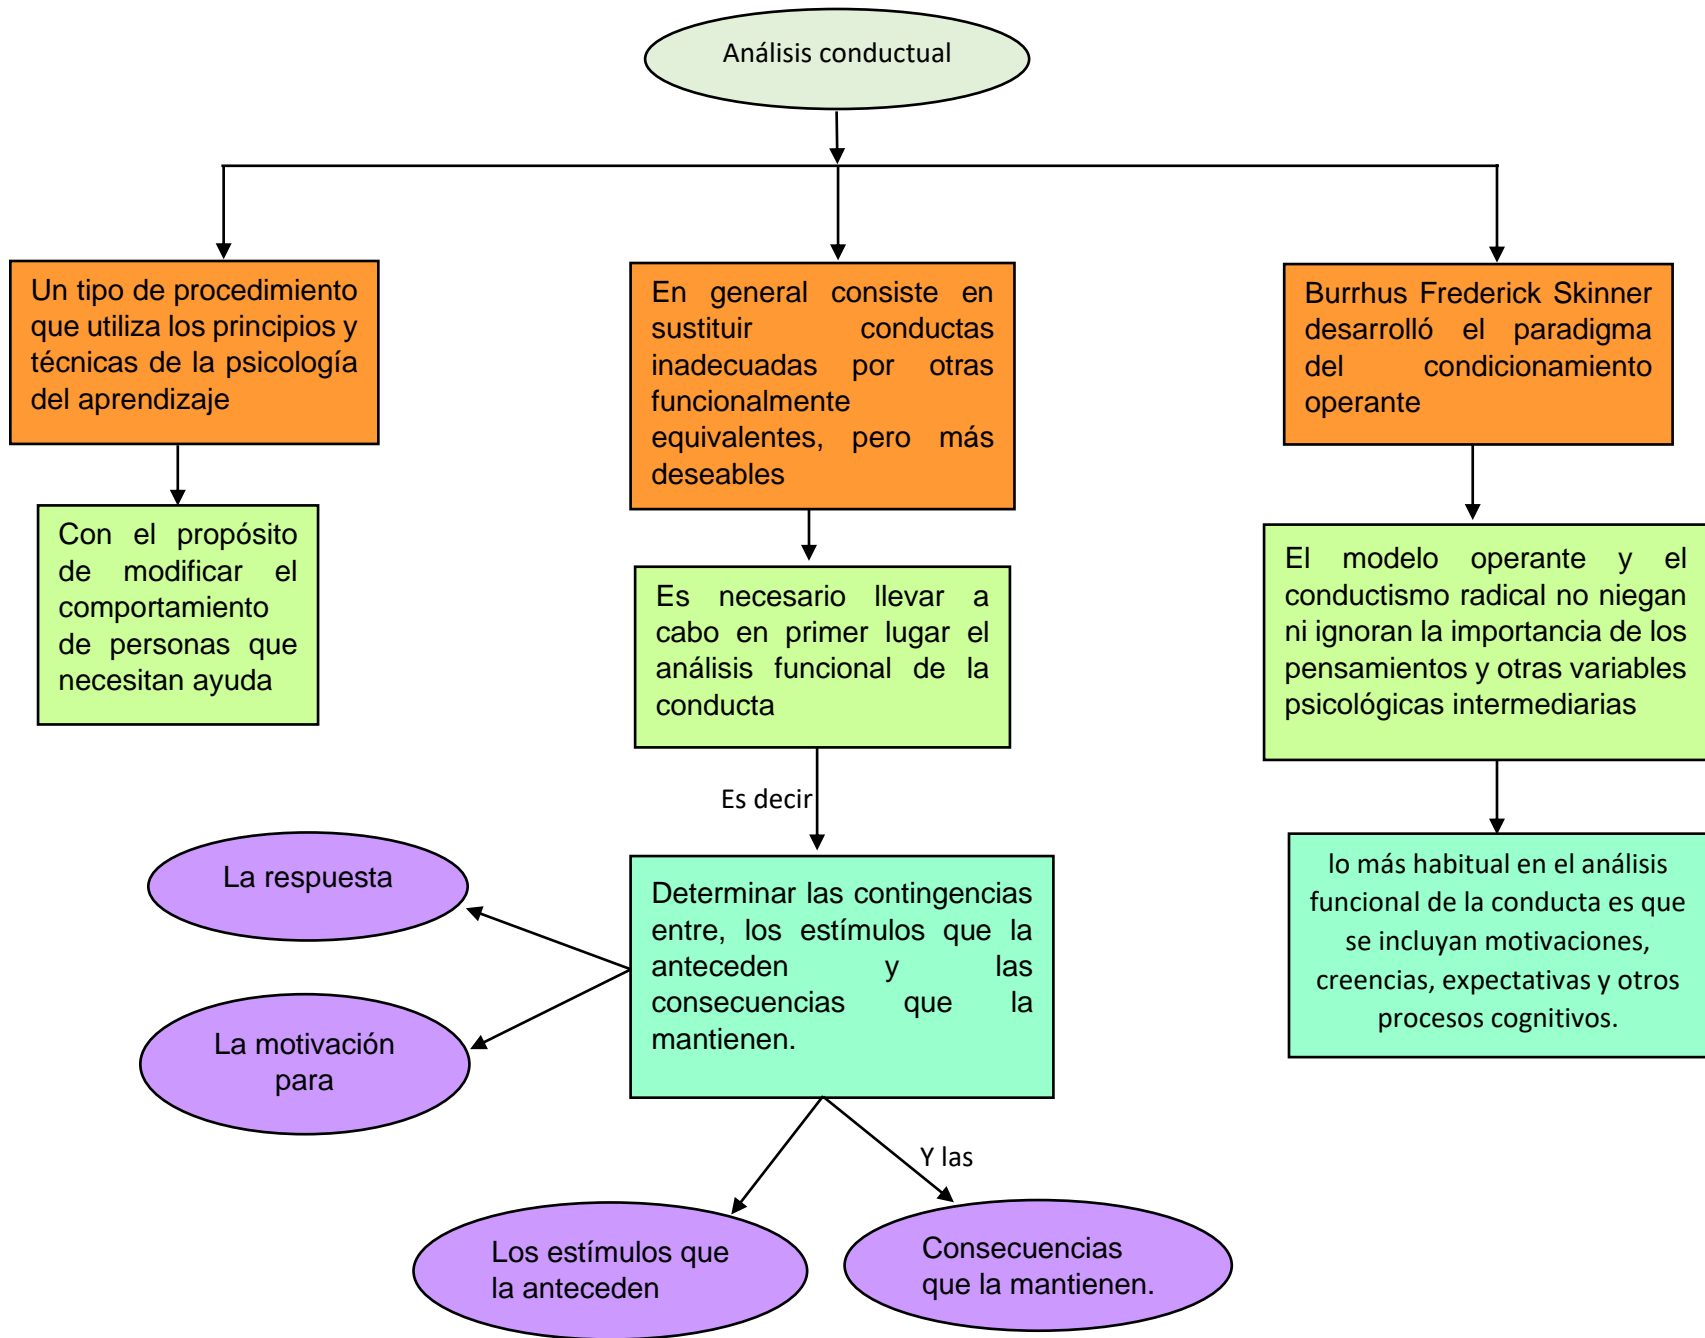 Análisis conductual
Un tipo de procedimiento
que utiliza los principios y
técnicas de la psicología
del aprendizaje
Con el propósito
de modificar el
comportamiento
de personas que
necesitan ayuda
En general consiste en
sustituir conductas
inadecuadas por otras
funcionalmente
equivalentes, pero más
deseables
Es necesario llevar a
cabo en primer lugar el
análisis funcional de la
conducta
Es decir
Determinar las contingencias
entre, los estímulos que la
anteceden y las
consecuencias que la
mantienen.
La respuesta
La motivación
para
Los estímulos que
la anteceden
Y las
Consecuencias
que la mantienen.
Burrhus Frederick Skinner
desarrolló el paradigma
del condicionamiento
operante
El modelo operante y el
conductismo radical no niegan
ni ignoran la importancia de los
pensamientos y otras variables
psicológicas intermediarias
lo más habitual en el análisis
funcional de la conducta es que
se incluyan motivaciones,
creencias, expectativas y otros
procesos cognitivos.